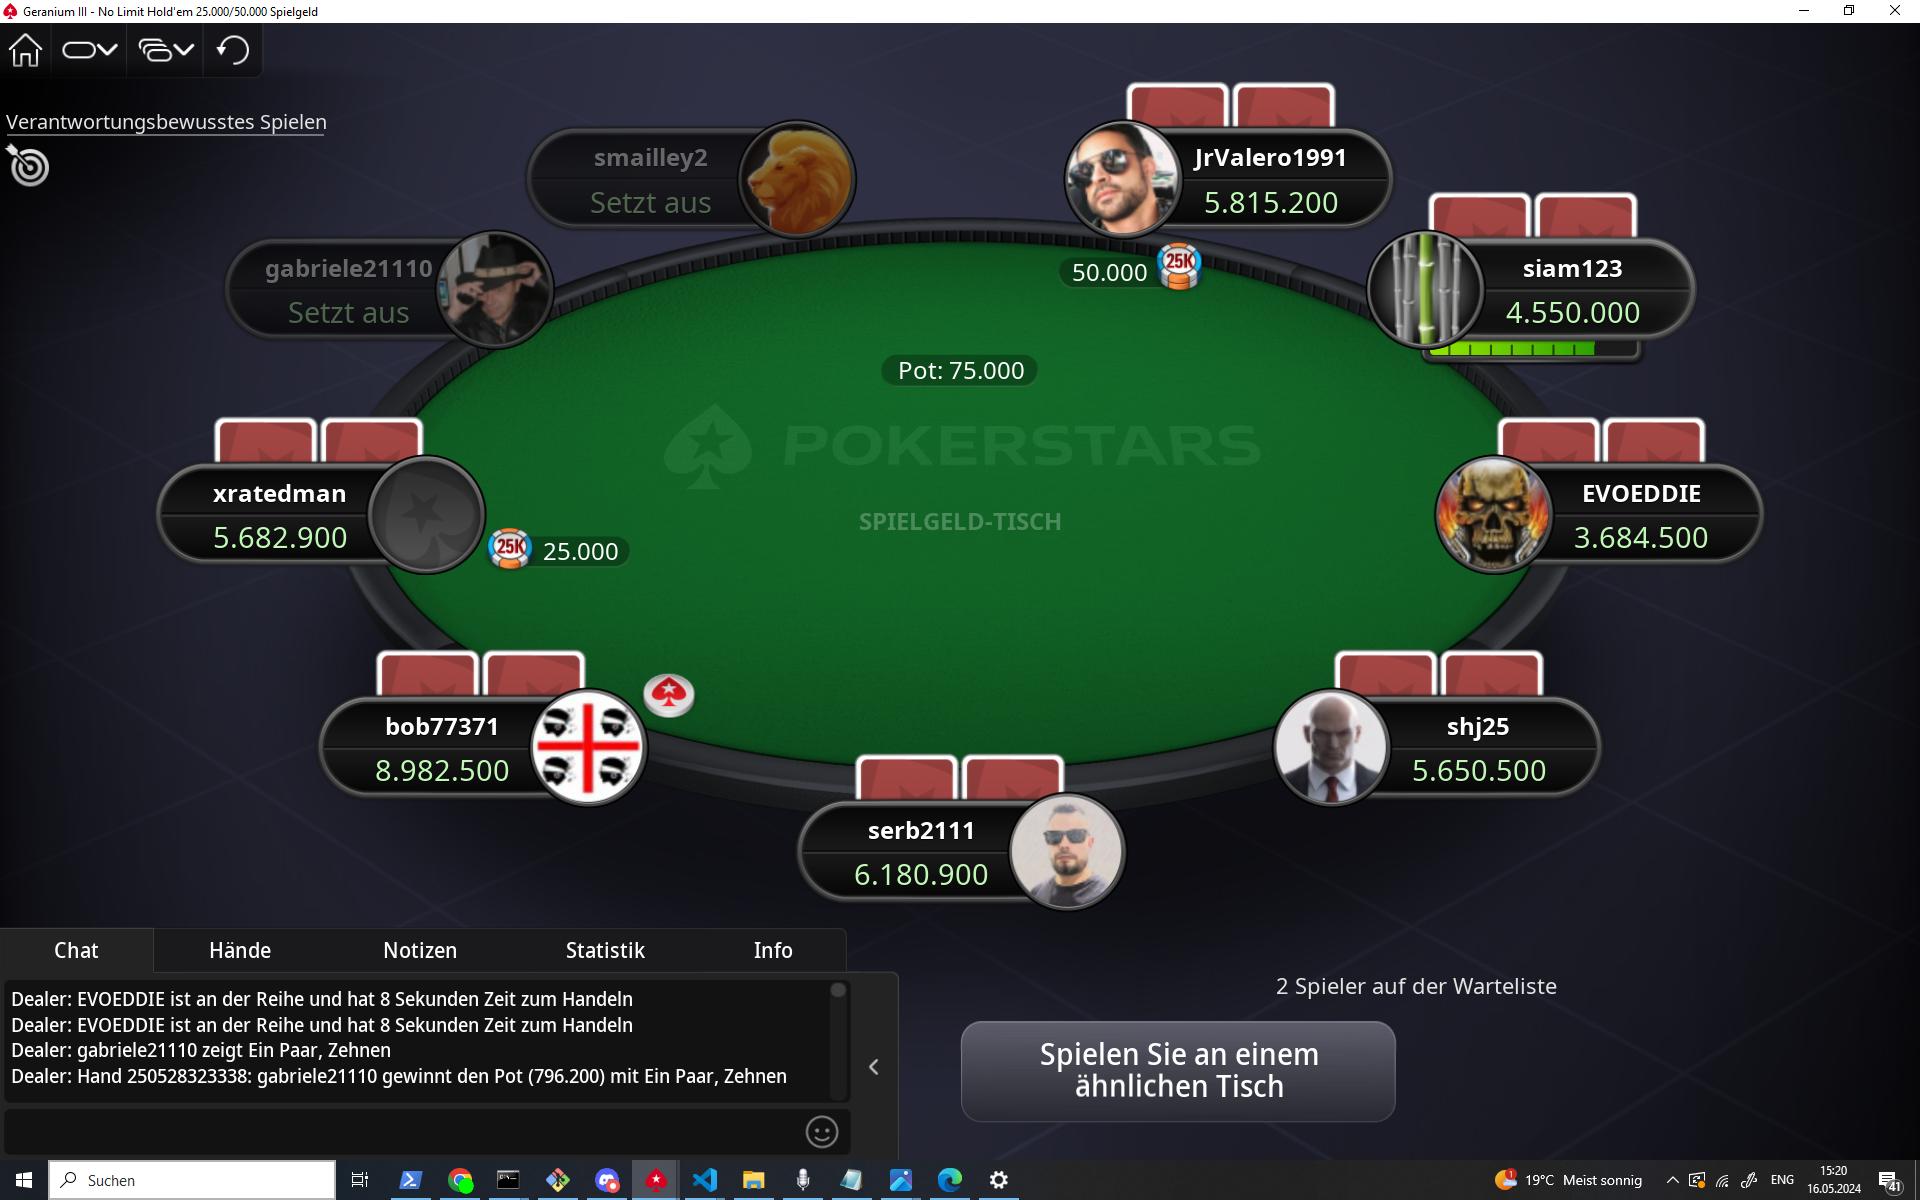 Geranium III - No Limit Hold'em 25.000/50.000 Spielgeld
Verantwortungsbewusstes Spielen
smailley2
Setzt aus
JrValero1991
5.815.200
gabriele21110
Setzt aus
siam123
4.550.000
50.000
25K
Pot: 75.000
POKERSTARS
SPIELGELD-TISCH
xratedman
5.682.900
25K
25.000
EVOEDDIE
3.684.500
bob77371
8.982.500
shj25
5.650.500
serb2111
6.180.900
Chat Hände Notizen Statistik Info
Dealer: EVOEDDIE ist an der Reihe und hat 8 Sekunden Zeit zum Handeln
Dealer: EVOEDDIE ist an der Reihe und hat 8 Sekunden Zeit zum Handeln
Dealer: gabriele21110 zeigt Ein Paar, Zehnen
Dealer: Hand 250528323338: gabriele21110 gewinnt den Pot (796.200) mit Ein Paar, Zehnen
2 Spieler auf der Warteliste
Spielen Sie an einem
ähnlichen Tisch
Suchen
1
19°C Meist sonnig
ENG
15:20
16.05.2024
41